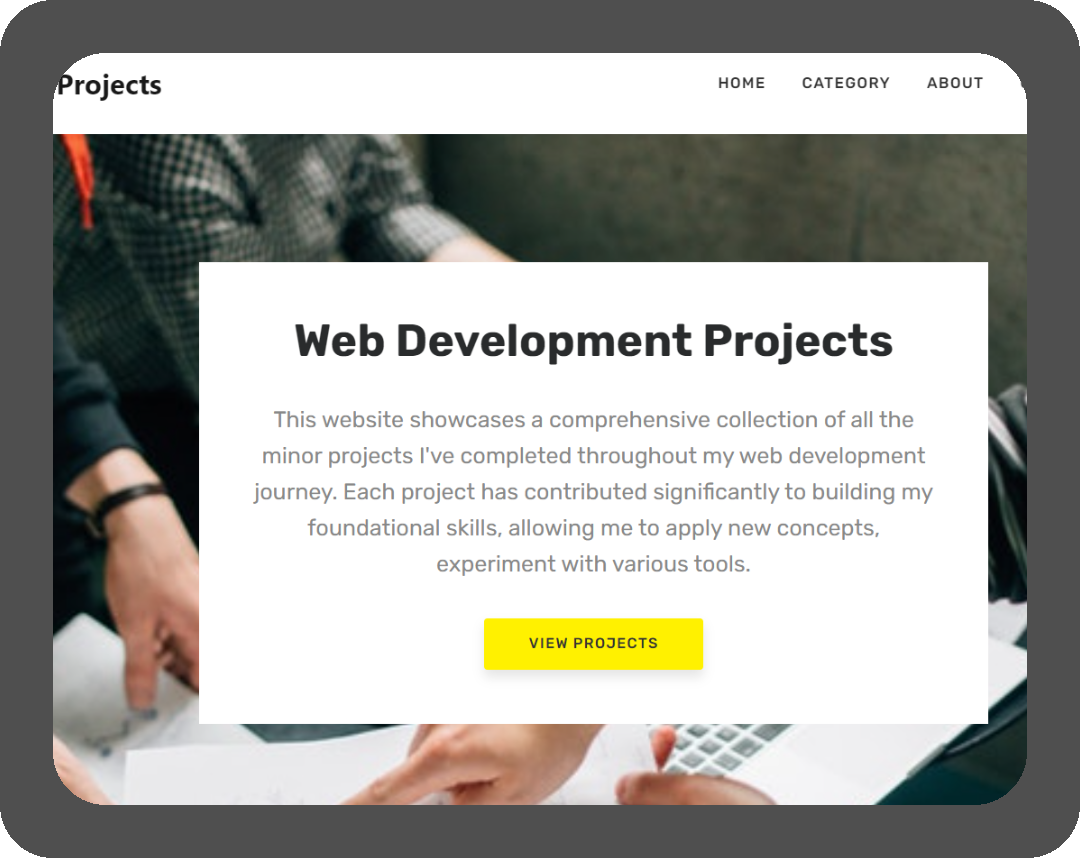 Projects
HOME CATEGORY ABOUT
Web Development Projects
This website showcases a comprehensive collection of all the
minor projects I've completed throughout my web development
journey. Each project has contributed significantly to building my
foundational skills, allowing me to apply new concepts,
experiment with various tools.
VIEW PROJECTS